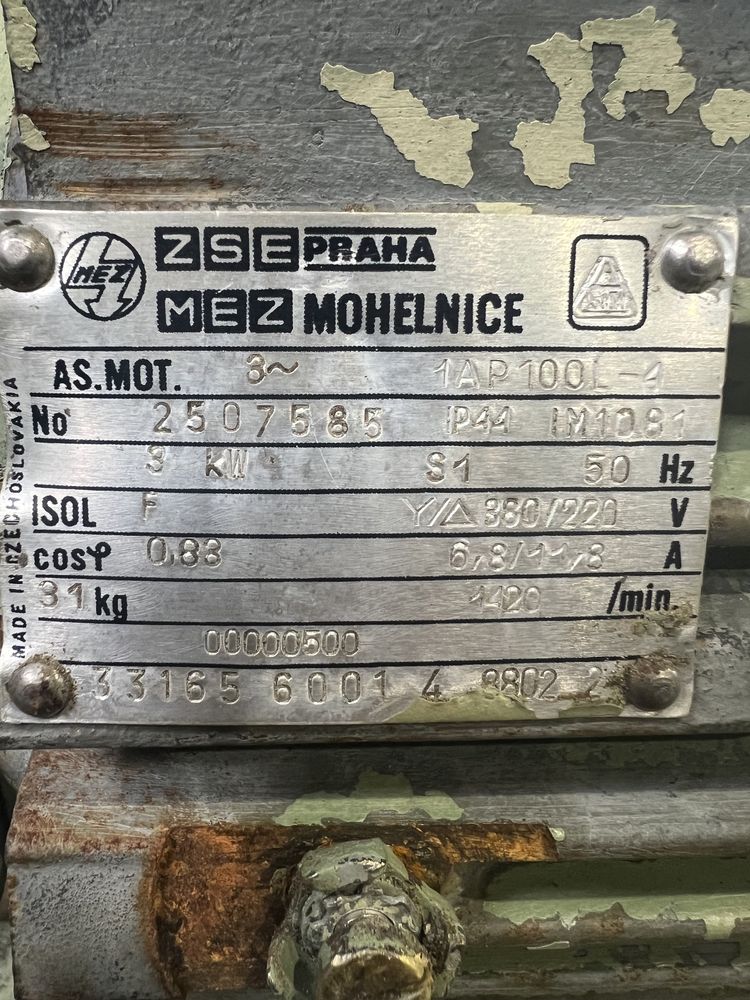 MEZ
ZSE PRAHA
MEZ MOHELNICE
AS.MOT. 3~ 1AP100L-4
No 2507585 IP44 IM1081
3 kW S1 50 Hz
ISOL F Y/△ 380/220 V
cosφ 0,83 6,8/11,8 A
31 kg 1420 /min.
00000500
33165 6001 4 8802 2
MADE IN CZECHOSLOVAKIA